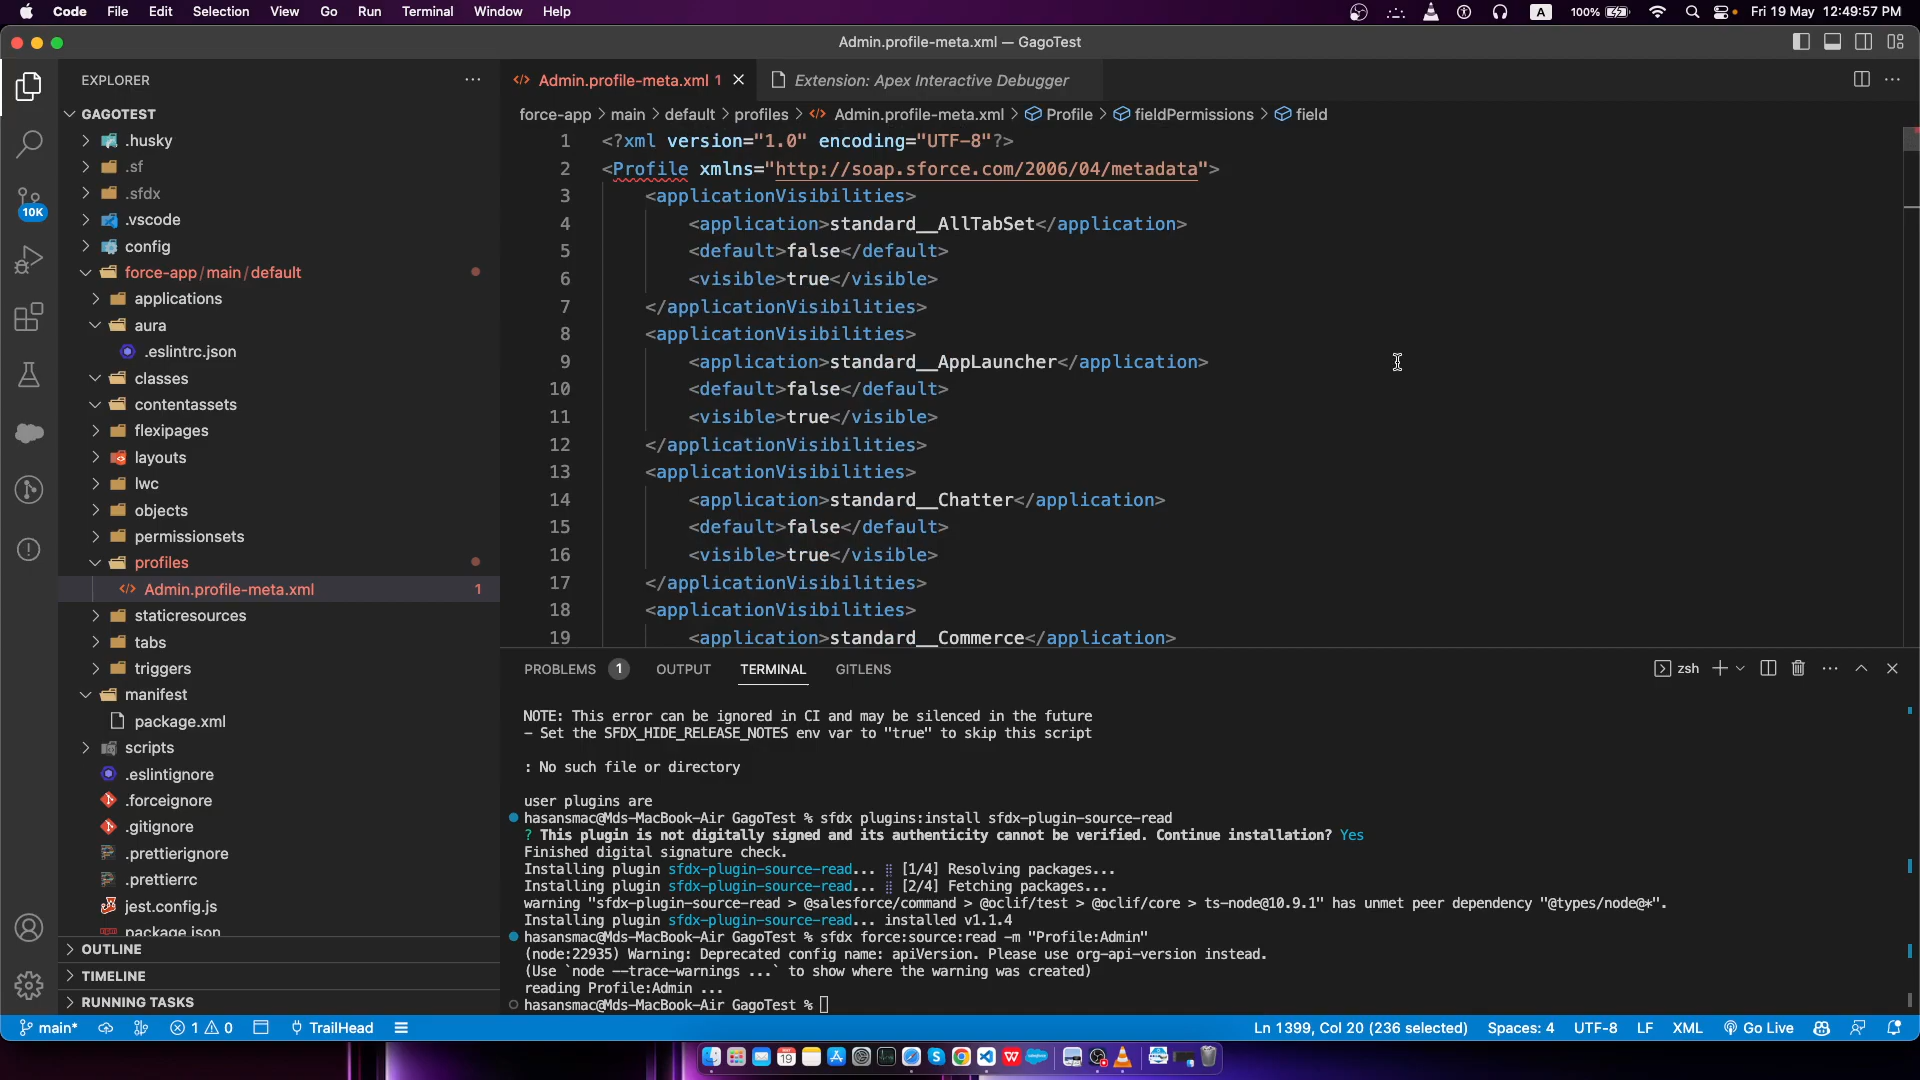 Code File Edit Selection View Go Run Terminal Window Help
A 100% Fri 19 May 12:49:57 PM
Admin.profile-meta.xml — GagoTest
EXPLORER
GAGOTEST
.husky
.sf
.sfdx
10K
.vscode
config
force-app/main/default
applications
aura
.eslintrc.json
classes
contentassets
flexipages
layouts
lwc
objects
permissionsets
profiles
Admin.profile-meta.xml 1
staticresources
tabs
triggers
manifest
package.xml
scripts
.eslintignore
.forceignore
.gitignore
.prettierignore
.prettierrc
jest.config.js
package.json
OUTLINE
TIMELINE
RUNNING TASKS
Admin.profile-meta.xml 1
Extension: Apex Interactive Debugger
force-app > main > default > profiles > Admin.profile-meta.xml > Profile > fieldPermissions > field
1 <?xml version="1.0" encoding="UTF-8"?>
2 <Profile xmlns="http://soap.sforce.com/2006/04/metadata">
3 <applicationVisibilities>
4 <application>standard__AllTabSet</application>
5 <default>false</default>
6 <visible>true</visible>
7 </applicationVisibilities>
8 <applicationVisibilities>
9 <application>standard__AppLauncher</application>
10 <default>false</default>
11 <visible>true</visible>
12 </applicationVisibilities>
13 <applicationVisibilities>
14 <application>standard__Chatter</application>
15 <default>false</default>
16 <visible>true</visible>
17 </applicationVisibilities>
18 <applicationVisibilities>
19 <application>standard__Commerce</application>
PROBLEMS 1 OUTPUT TERMINAL GITLENS
zsh
NOTE: This error can be ignored in CI and may be silenced in the future
- Set the SFDX_HIDE_RELEASE_NOTES env var to "true" to skip this script
: No such file or directory
user plugins are
hasansmac@Mds-MacBook-Air GagoTest % sfdx plugins:install sfdx-plugin-source-read
? This plugin is not digitally signed and its authenticity cannot be verified. Continue installation? Yes
Finished digital signature check.
Installing plugin sfdx-plugin-source-read... ⣾ [1/4] Resolving packages...
Installing plugin sfdx-plugin-source-read... ⣾ [2/4] Fetching packages...
warning "sfdx-plugin-source-read > @salesforce/command > @oclif/test > @oclif/core > ts-node@10.9.1" has unmet peer dependency "@types/node@*".
Installing plugin sfdx-plugin-source-read... installed v1.1.4
hasansmac@Mds-MacBook-Air GagoTest % sfdx force:source:read -m "Profile:Admin"
(node:22935) Warning: Deprecated config name: apiVersion. Please use org-api-version instead.
(Use `node --trace-warnings ...` to show where the warning was created)
reading Profile:Admin ...
hasansmac@Mds-MacBook-Air GagoTest %
main* 1 0 TrailHead
Ln 1399, Col 20 (236 selected) Spaces: 4 UTF-8 LF XML Go Live